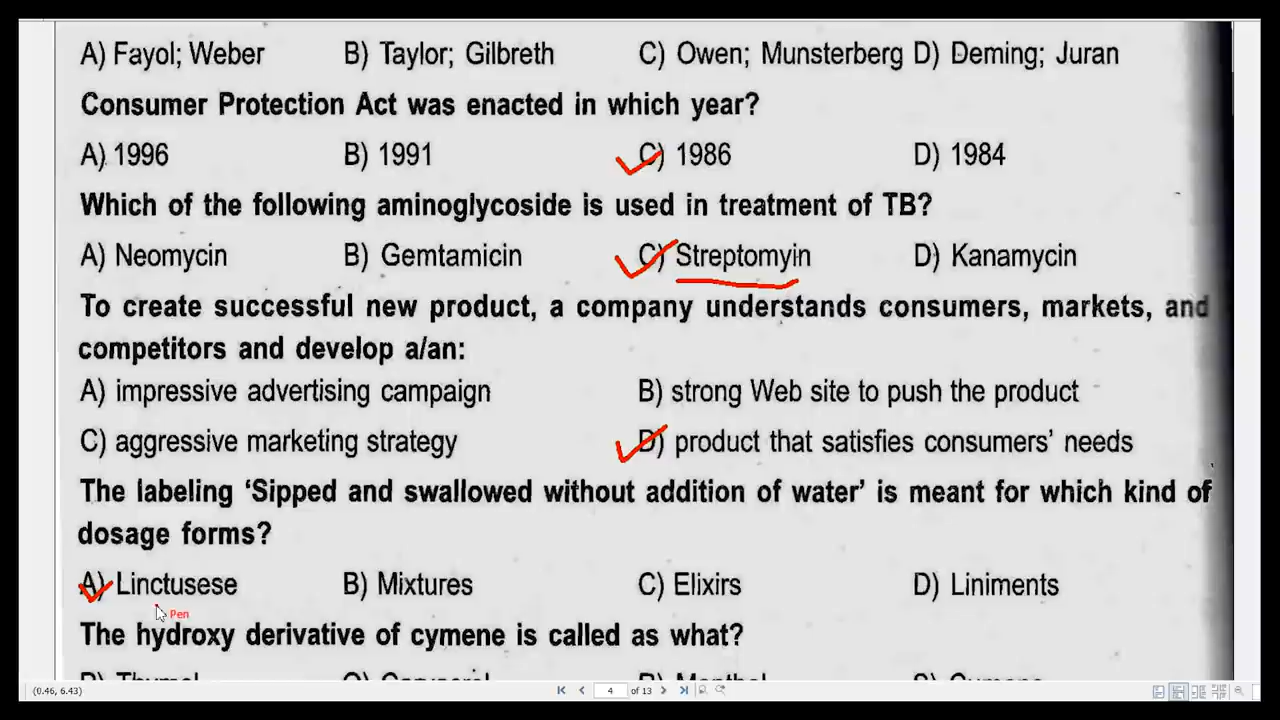 A) Fayol; Weber B) Taylor; Gilbreth C) Owen; Munsterberg D) Deming; Juran
Consumer Protection Act was enacted in which year?
A) 1996 B) 1991 C) 1986 D) 1984
Which of the following aminoglycoside is used in treatment of TB?
A) Neomycin B) Gemtamicin C) Streptomyin D) Kanamycin
To create successful new product, a company understands consumers, markets, and
competitors and develop a/an:
A) impressive advertising campaign B) strong Web site to push the product
C) aggressive marketing strategy D) product that satisfies consumers' needs
The labeling 'Sipped and swallowed without addition of water' is meant for which kind of
dosage forms?
A) Linctusese B) Mixtures C) Elixirs D) Liniments
Pen
The hydroxy derivative of cymene is called as what?
(0.46, 6.43) 4 of 13